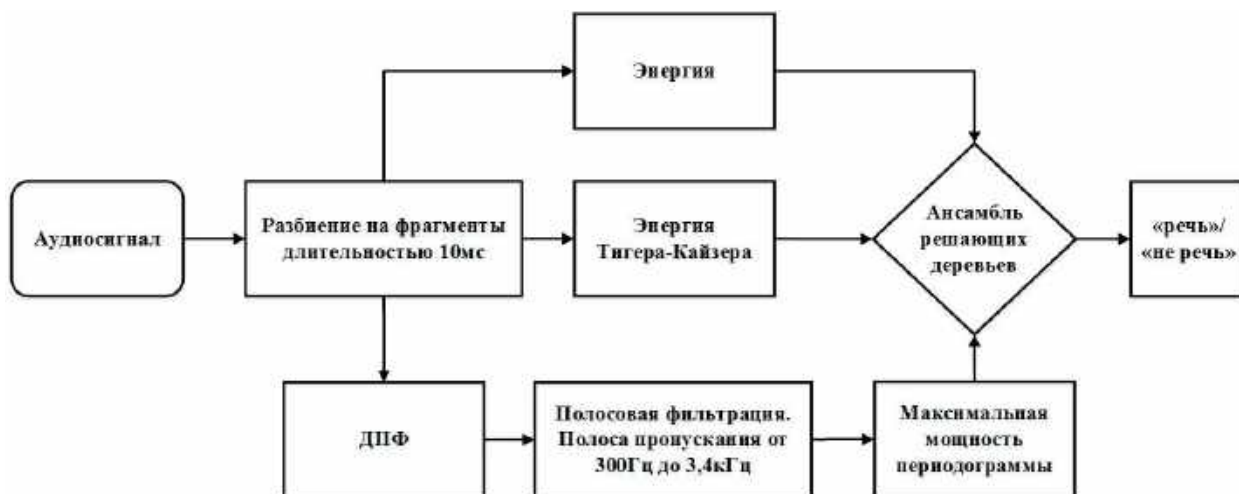 Энергия
Аудиосигнал
Разбиение на фрагменты
длительностью 10мс
Энергия
Тигера-Кайзера
Ансамбль
решающих
деревьев
«речь»/
«не речь»
ДПФ
Полосовая фильтрация.
Полоса пропускания от
300Гц до 3,4кГц
Максимальная
мощность
периодограммы